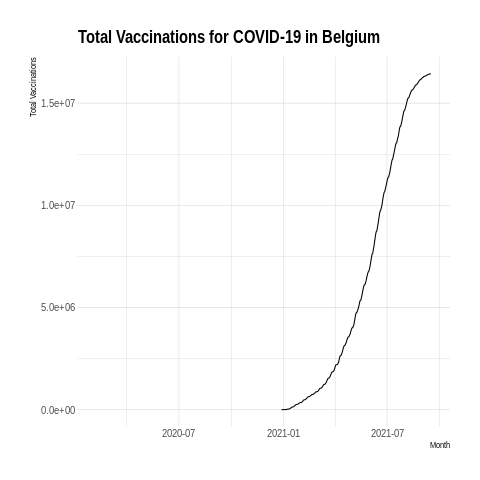 Total Vaccinations for COVID-19 in Belgium
Total Vaccinations
1.5e+07
1.0e+07
5.0e+06
0.0e+00
2020-07 2021-01 2021-07
Month